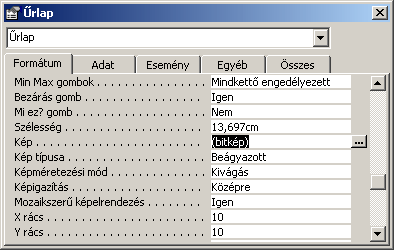 Űrlap
Űrlap
Formátum Adat Esemény Egyéb Összes
Min Max gombok . . . . . . . . . . . . . . . . . Mindkettő engedélyezett
Bezárás gomb . . . . . . . . . . . . . . . . . . Igen
Mi ez? gomb . . . . . . . . . . . . . . . . . . . Nem
Szélesség . . . . . . . . . . . . . . . . . . . . . 13,697cm
Kép . . . . . . . . . . . . . . . . . . . . . . . . . (bitkép) ...
Kép típusa . . . . . . . . . . . . . . . . . . . . Beágyazott
Képméretezési mód . . . . . . . . . . . . . . Kivágás
Képigazítás . . . . . . . . . . . . . . . . . . . . Középre
Mozaikszerű képelrendezés . . . . . . . . . Igen
X rács . . . . . . . . . . . . . . . . . . . . . . . 10
Y rács . . . . . . . . . . . . . . . . . . . . . . . 10